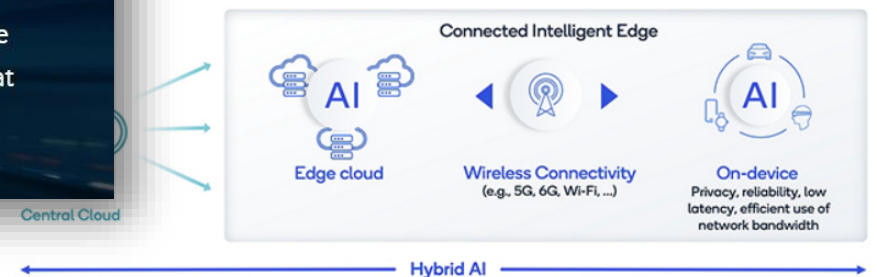 e
at
Connected Intelligent Edge
AI
AI
Edge cloud
Wireless Connectivity
(e.g., 5G, 6G, Wi-Fi, ...)
On-device
Privacy, reliability, low
latency, efficient use of
network bandwidth
Central Cloud
Hybrid AI